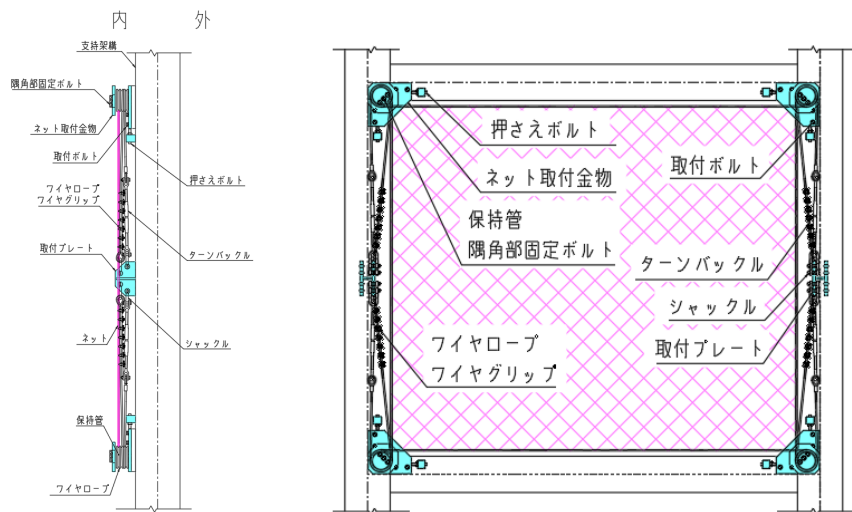 内 外
支持架構
隅角部固定ボルト
ネット取付金物
取付ボルト
押さえボルト
ワイヤロープ
ワイヤグリップ
取付プレート
ターンバックル
シャックル
ネット
保持管
ワイヤロープ
押さえボルト
ネット取付金物
保持管
隅角部固定ボルト
取付ボルト
ターンバックル
シャックル
取付プレート
ワイヤロープ
ワイヤグリップ